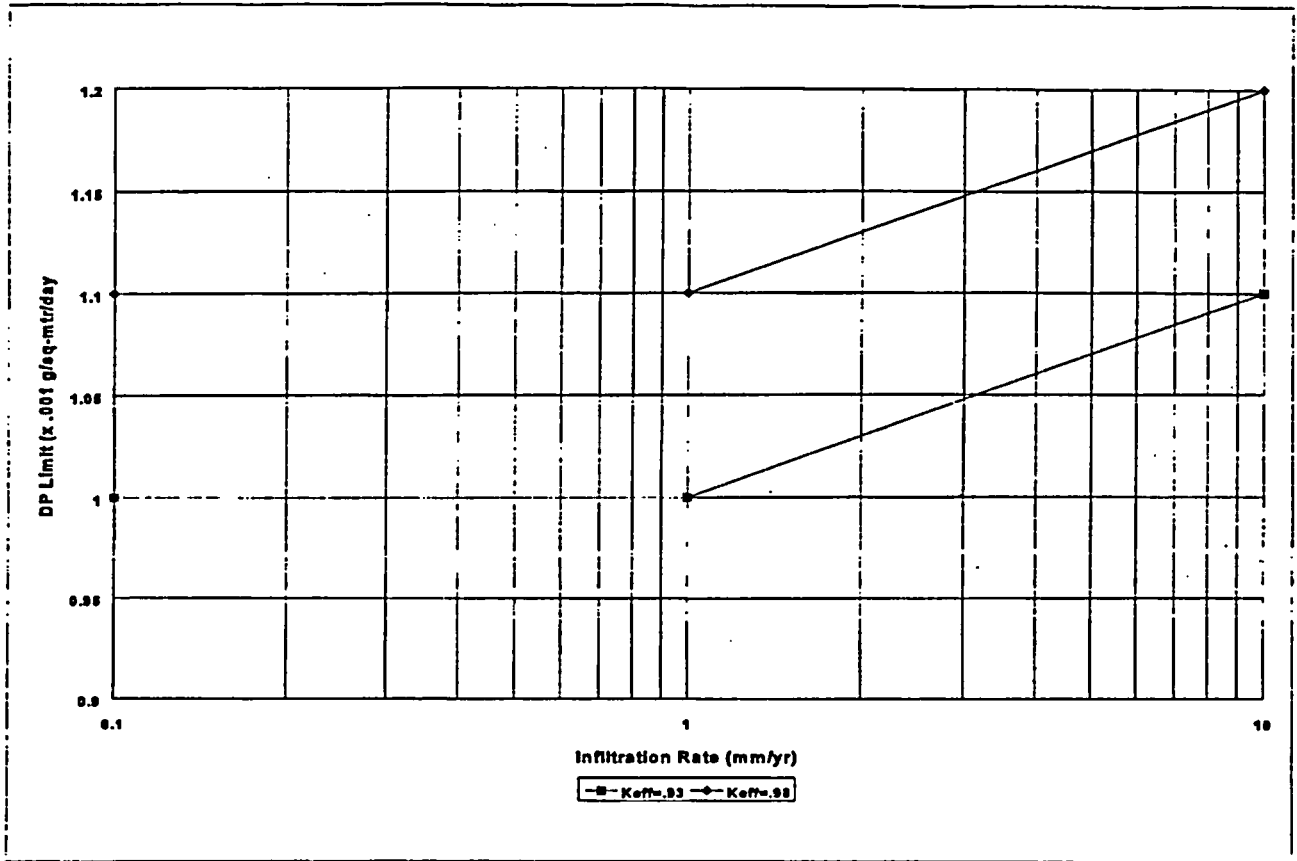 1.2
1.15
1.1
1.05
1
0.95
0.9
DP Limit (x .001 g/sq-mtr/day
0.1 1 10
Infiltration Rate (mm/yr)
Keff=.93 Keff=.98